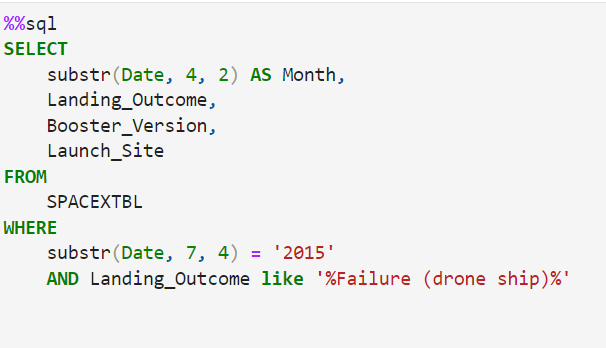 %%sql
SELECT
    substr(Date, 4, 2) AS Month,
    Landing_Outcome,
    Booster_Version,
    Launch_Site
FROM
    SPACEXTBL
WHERE
    substr(Date, 7, 4) = '2015'
    AND Landing_Outcome like '%Failure (drone ship)%'